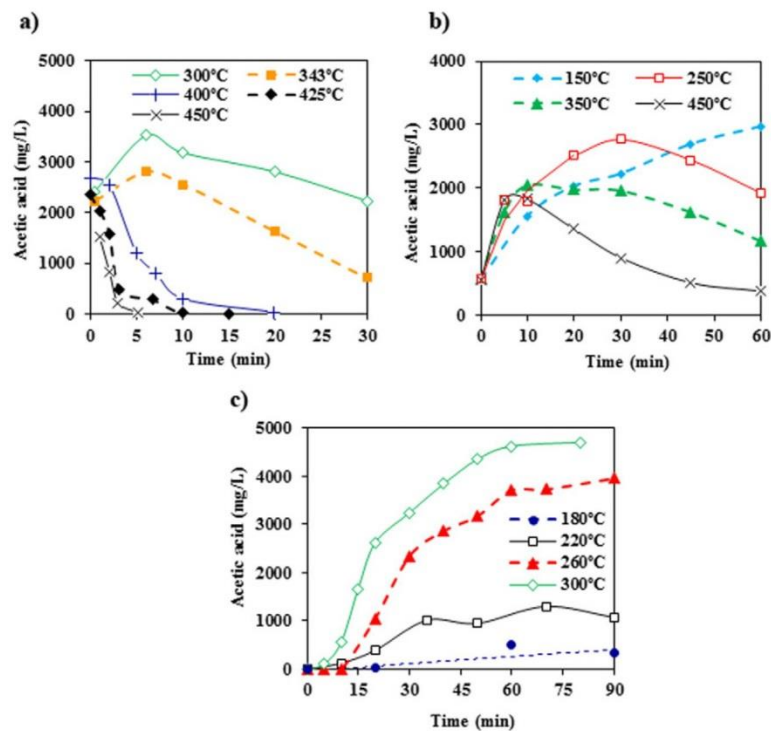 a)
5000
4000
3000
2000
1000
0
Acetic acid (mg/L)
300°C 343°C
400°C 425°C
450°C
0 5 10 15 20 25 30
Time (min)
b)
4000
3000
2000
1000
0
Acetic acid (mg/L)
150°C 250°C
350°C 450°C
0 10 20 30 40 50 60
Time (min)
c)
5000
4000
3000
2000
1000
0
Acetic acid (mg/L)
180°C
220°C
260°C
300°C
0 15 30 45 60 75 90
Time (min)